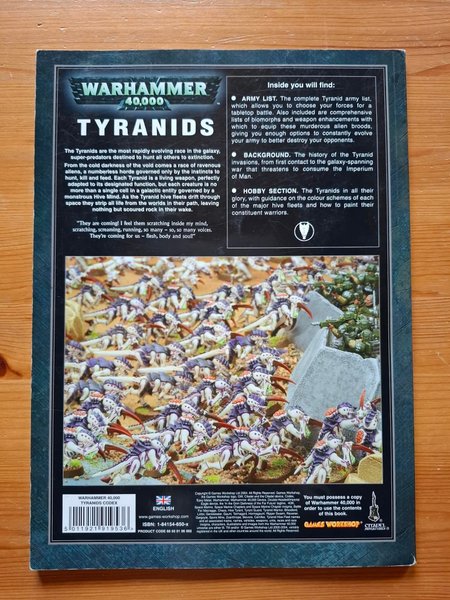 WARHAMMER
40,000
TYRANIDS
The Tyranids are the most rapidly evolving race in the galaxy,
super-predators destined to hunt all others to extinction.
From the cold darkness of the void comes a race of ravenous
aliens, a numberless horde governed only by the instincts to
hunt, kill and feed. Each Tyranid is a living weapon, perfectly
adapted to its designated function, but each creature is no
more than a single cell in a galactic entity governed by a
monstrous Hive Mind. As the Tyranid hive fleets drift through
space they strip all life from the worlds in their path, leaving
nothing but scoured rock in their wake.
"They are coming! I feel them scratching inside my mind,
scratching, screaming, running, so many – so, so many voices.
They're coming for us – flesh, body and soul!"
Inside you will find:
ARMY LIST. The complete Tyranid army list,
which allows you to choose your forces for a
tabletop battle. Also included are comprehensive
lists of biomorphs and weapon enhancements with
which to equip these murderous alien broods,
giving you enough options to constantly evolve
your army to better destroy your opponents.
BACKGROUND. The history of the Tyranid
invasions, from first contact to the galaxy-spanning
war that threatens to consume the Imperium
of Man.
HOBBY SECTION. The Tyranids in all their
glory, with guidance on the colour schemes of each
of the major hive fleets and how to paint their
constituent warriors.
WARHAMMER 40,000
TYRANIDS CODEX
5 011921 919536
ENGLISH
www.games-workshop.com
ISBN: 1-84154-650-x
PRODUCT CODE 60 03 01 06 002
You must possess a copy
of Warhammer 40,000 in
order to use the contents
of this book.
GAMES WORKSHOP
CITADEL